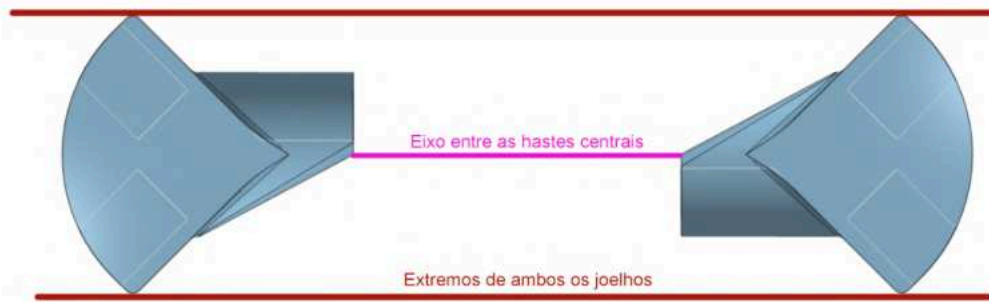 Eixo entre as hastes centrais
Extremos de ambos os joelhos